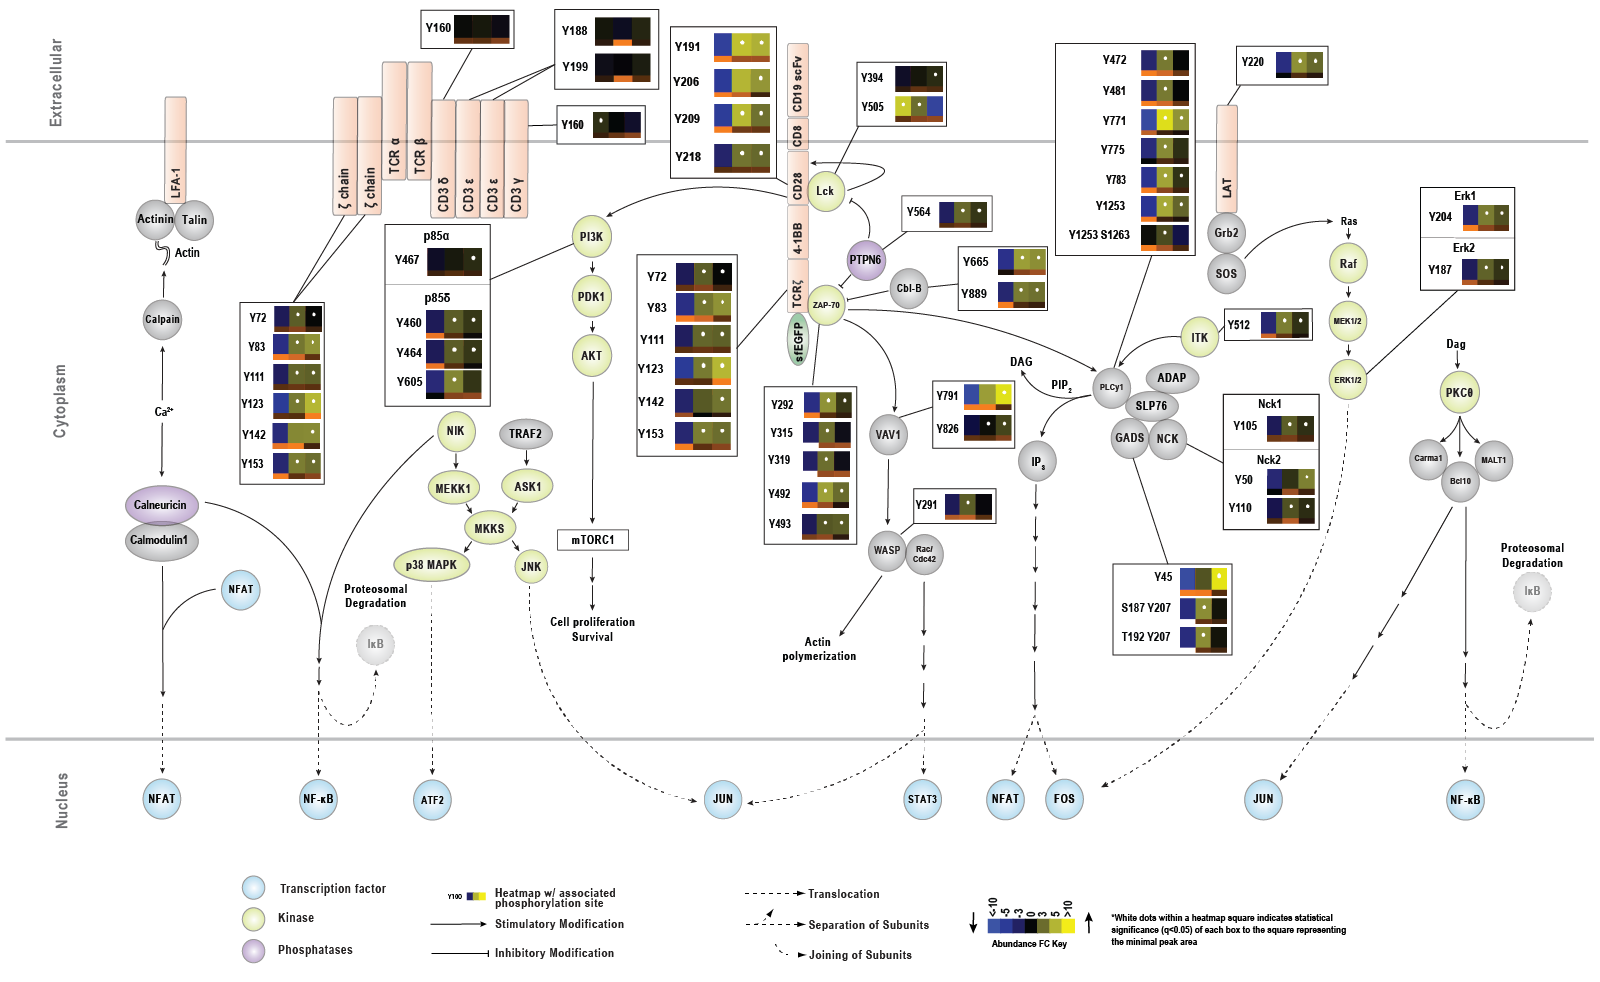 Extracellular
Cytoplasm
Nucleus
LFA-1
Actinin
Talin
Actin
Calpain
Ca2+
Calneuricin
Calmodulin1
NFAT
NFAT
ζ chain
ζ chain
TCR α
TCR β
CD3 δ
CD3 ε
CD3 ε
CD3 γ
Y160
Y188
Y199
Y160
Y72
Y83
Y111
Y123
Y142
Y153
p85α
Y467
p85δ
Y460
Y464
Y605
NIK
MEKK1
TRAF2
ASK1
MKKS
p38 MAPK
JNK
Proteosomal
Degradation
IκB
NF-κB
ATF2
PI3K
PDK1
AKT
mTORC1
Cell proliferation
Survival
Y191
Y206
Y209
Y218
CD19 scFv
CD8
CD28
4-1BB
TCRζ
sfEGFP
Y72
Y83
Y111
Y123
Y142
Y153
Y394
Y505
Lck
Y564
PTPN6
Cbl-B
ZAP-70
Y665
Y889
Y292
Y315
Y319
Y492
Y493
VAV1
Y791
Y826
Y291
WASP
Rac/
Cdc42
Actin
polymerization
JUN
STAT3
Y472
Y481
Y771
Y775
Y783
Y1253
Y1253 S1263
Y220
LAT
Grb2
SOS
ITK
Y512
DAG
PIP2
PLCγ1
ADAP
SLP76
GADS
NCK
IP3
Nck1
Y105
Nck2
Y50
Y110
Y45
S187 Y207
T192 Y207
NFAT
FOS
Ras
Raf
MEK1/2
ERK1/2
Erk1
Y204
Erk2
Y187
Dag
PKCθ
Carma1
MALT1
Bcl10
Proteosomal
Degradation
IκB
JUN
NF-κB
Transcription factor
Kinase
Phosphatases
Y100
Heatmap w/ associated
phosphorylation site
Stimulatory Modification
Inhibitory Modification
Translocation
Separation of Subunits
Joining of Subunits
<-10
-5
-3
0
3
5
>10
Abundance FC Key
*White dots within a heatmap square indicates statistical
significance (q<0.05) of each box to the square representing
the minimal peak area